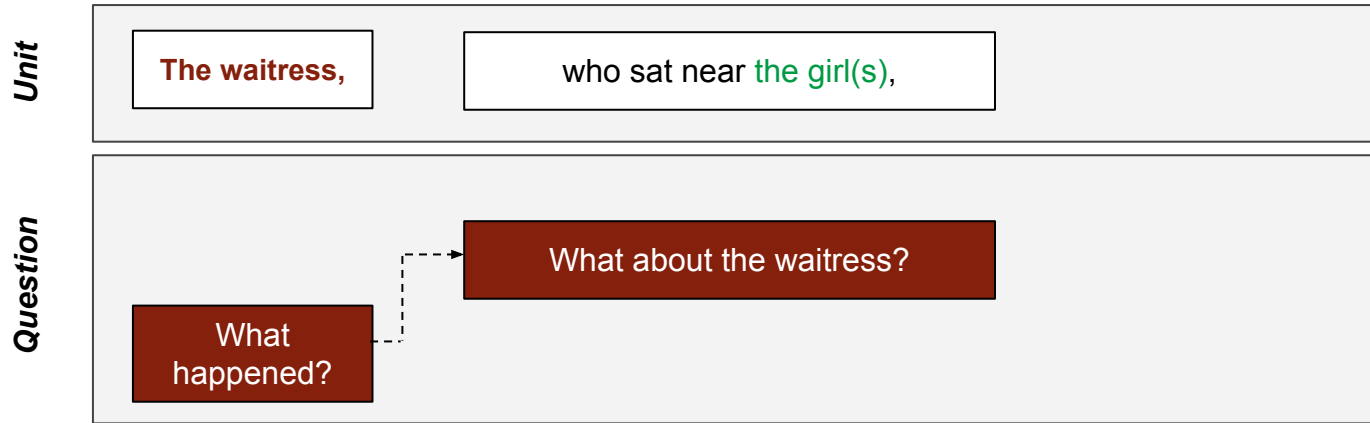 Unit
The waitress,
who sat near the girl(s),
Question
What about the waitress?
What
happened?